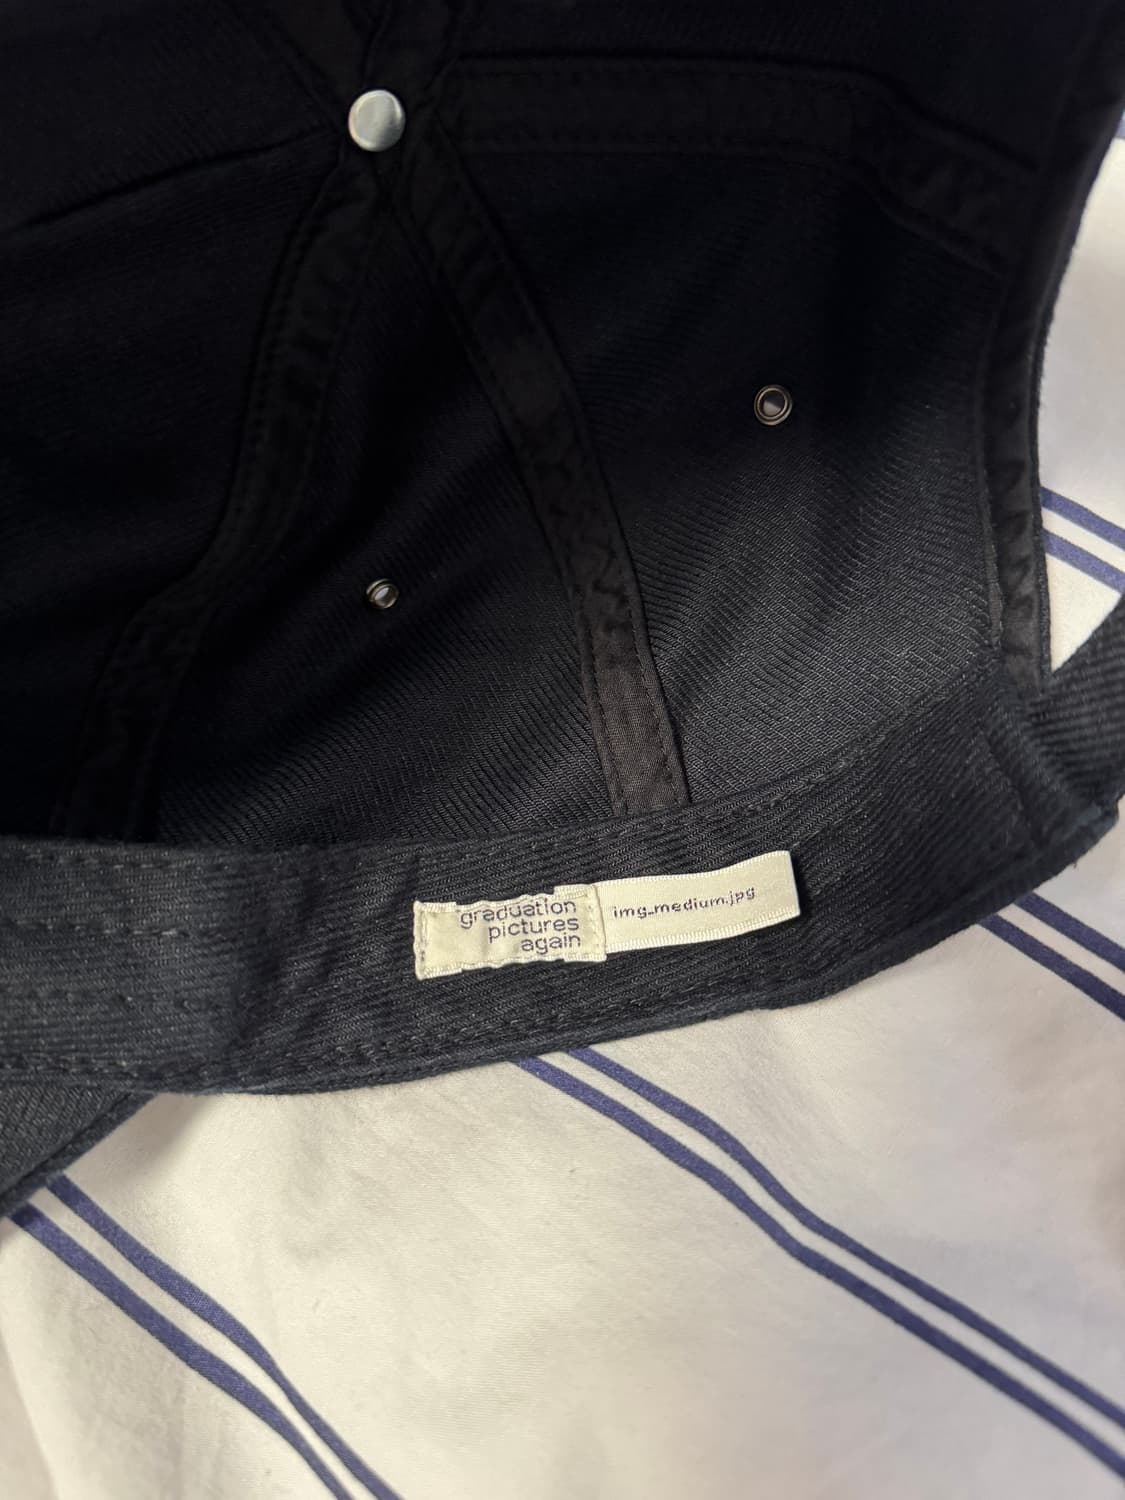 graduation
pictures
again
img_medium.jpg